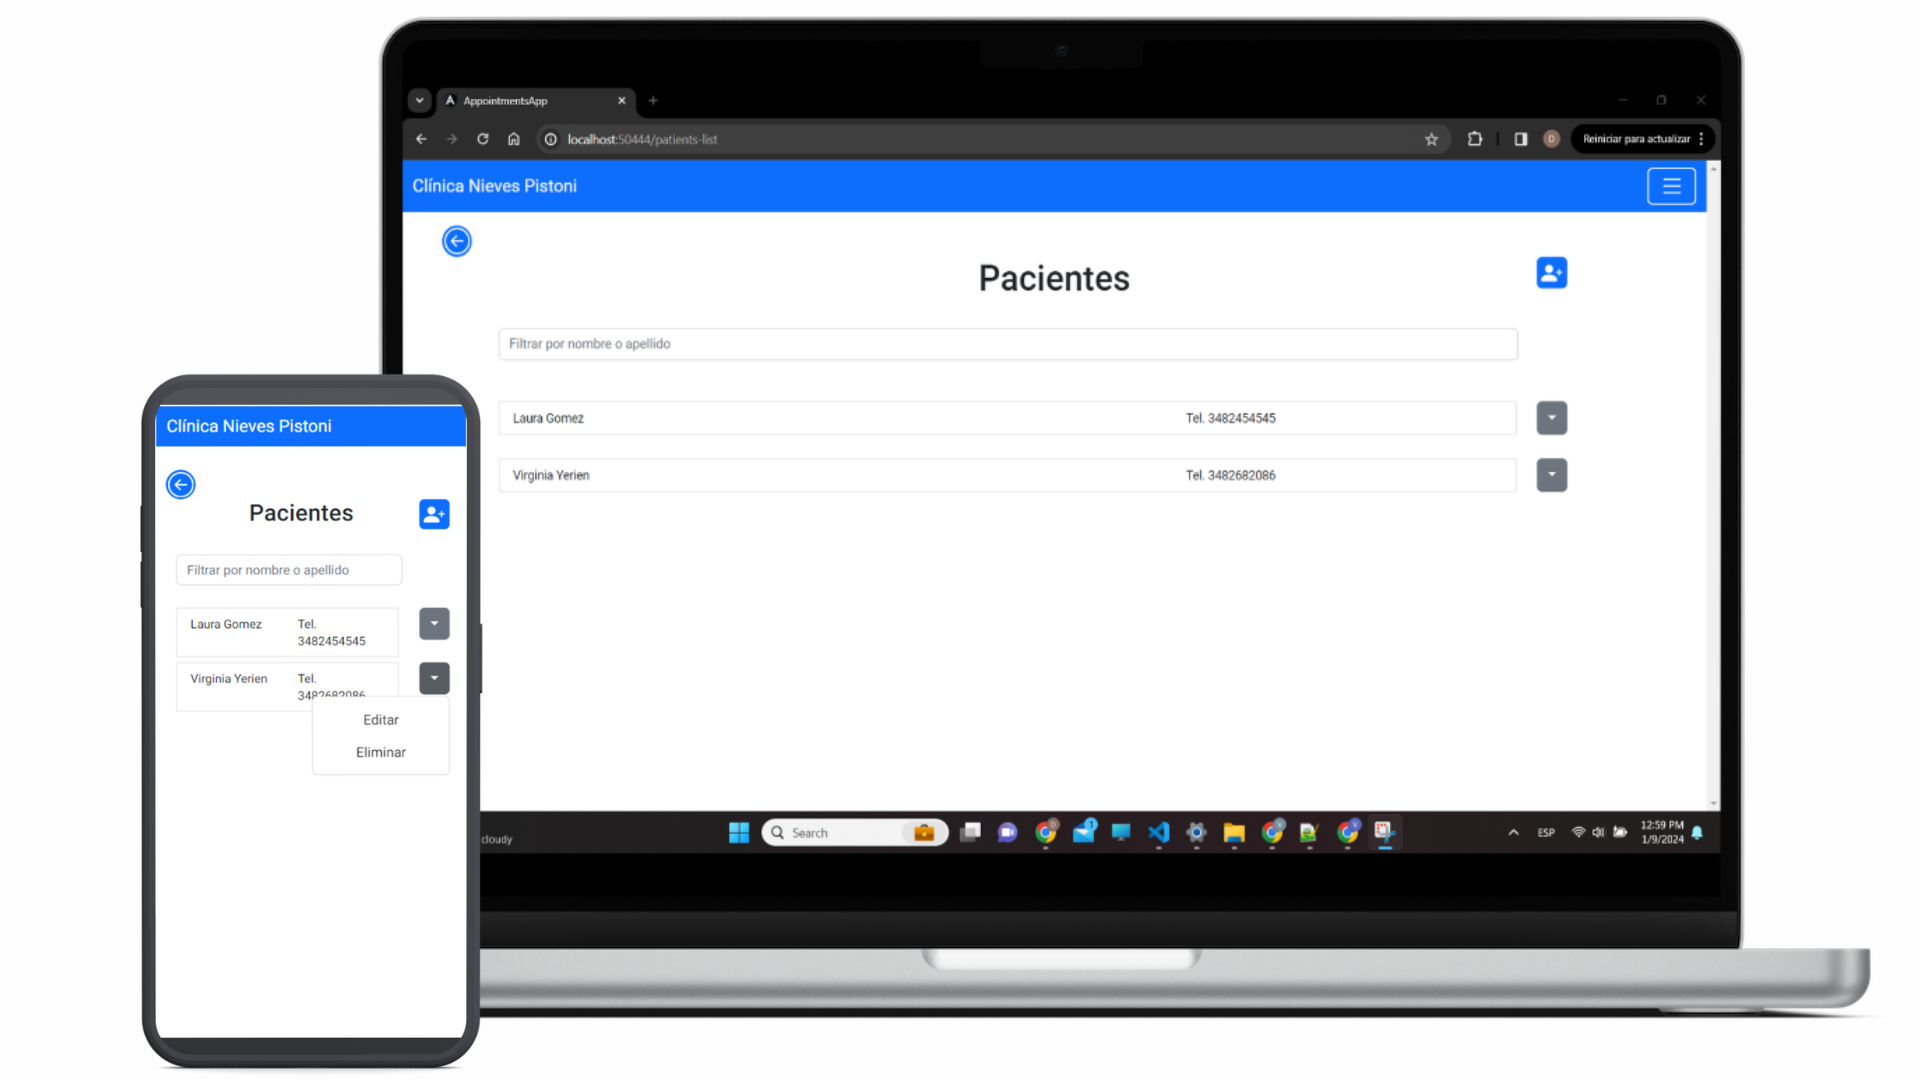 AppointmentsApp
localhost:50444/patients-list
Reiniciar para actualizar
Clínica Nieves Pistoni
Pacientes
Filtrar por nombre o apellido
Laura Gomez Tel. 3482454545
Virginia Yerien Tel. 3482682086
cloudy
Search
ESP
12:59 PM
1/9/2024
Clínica Nieves Pistoni
Pacientes
Filtrar por nombre o apellido
Laura Gomez Tel.
3482454545
Virginia Yerien Tel.
3482682086
Editar
Eliminar